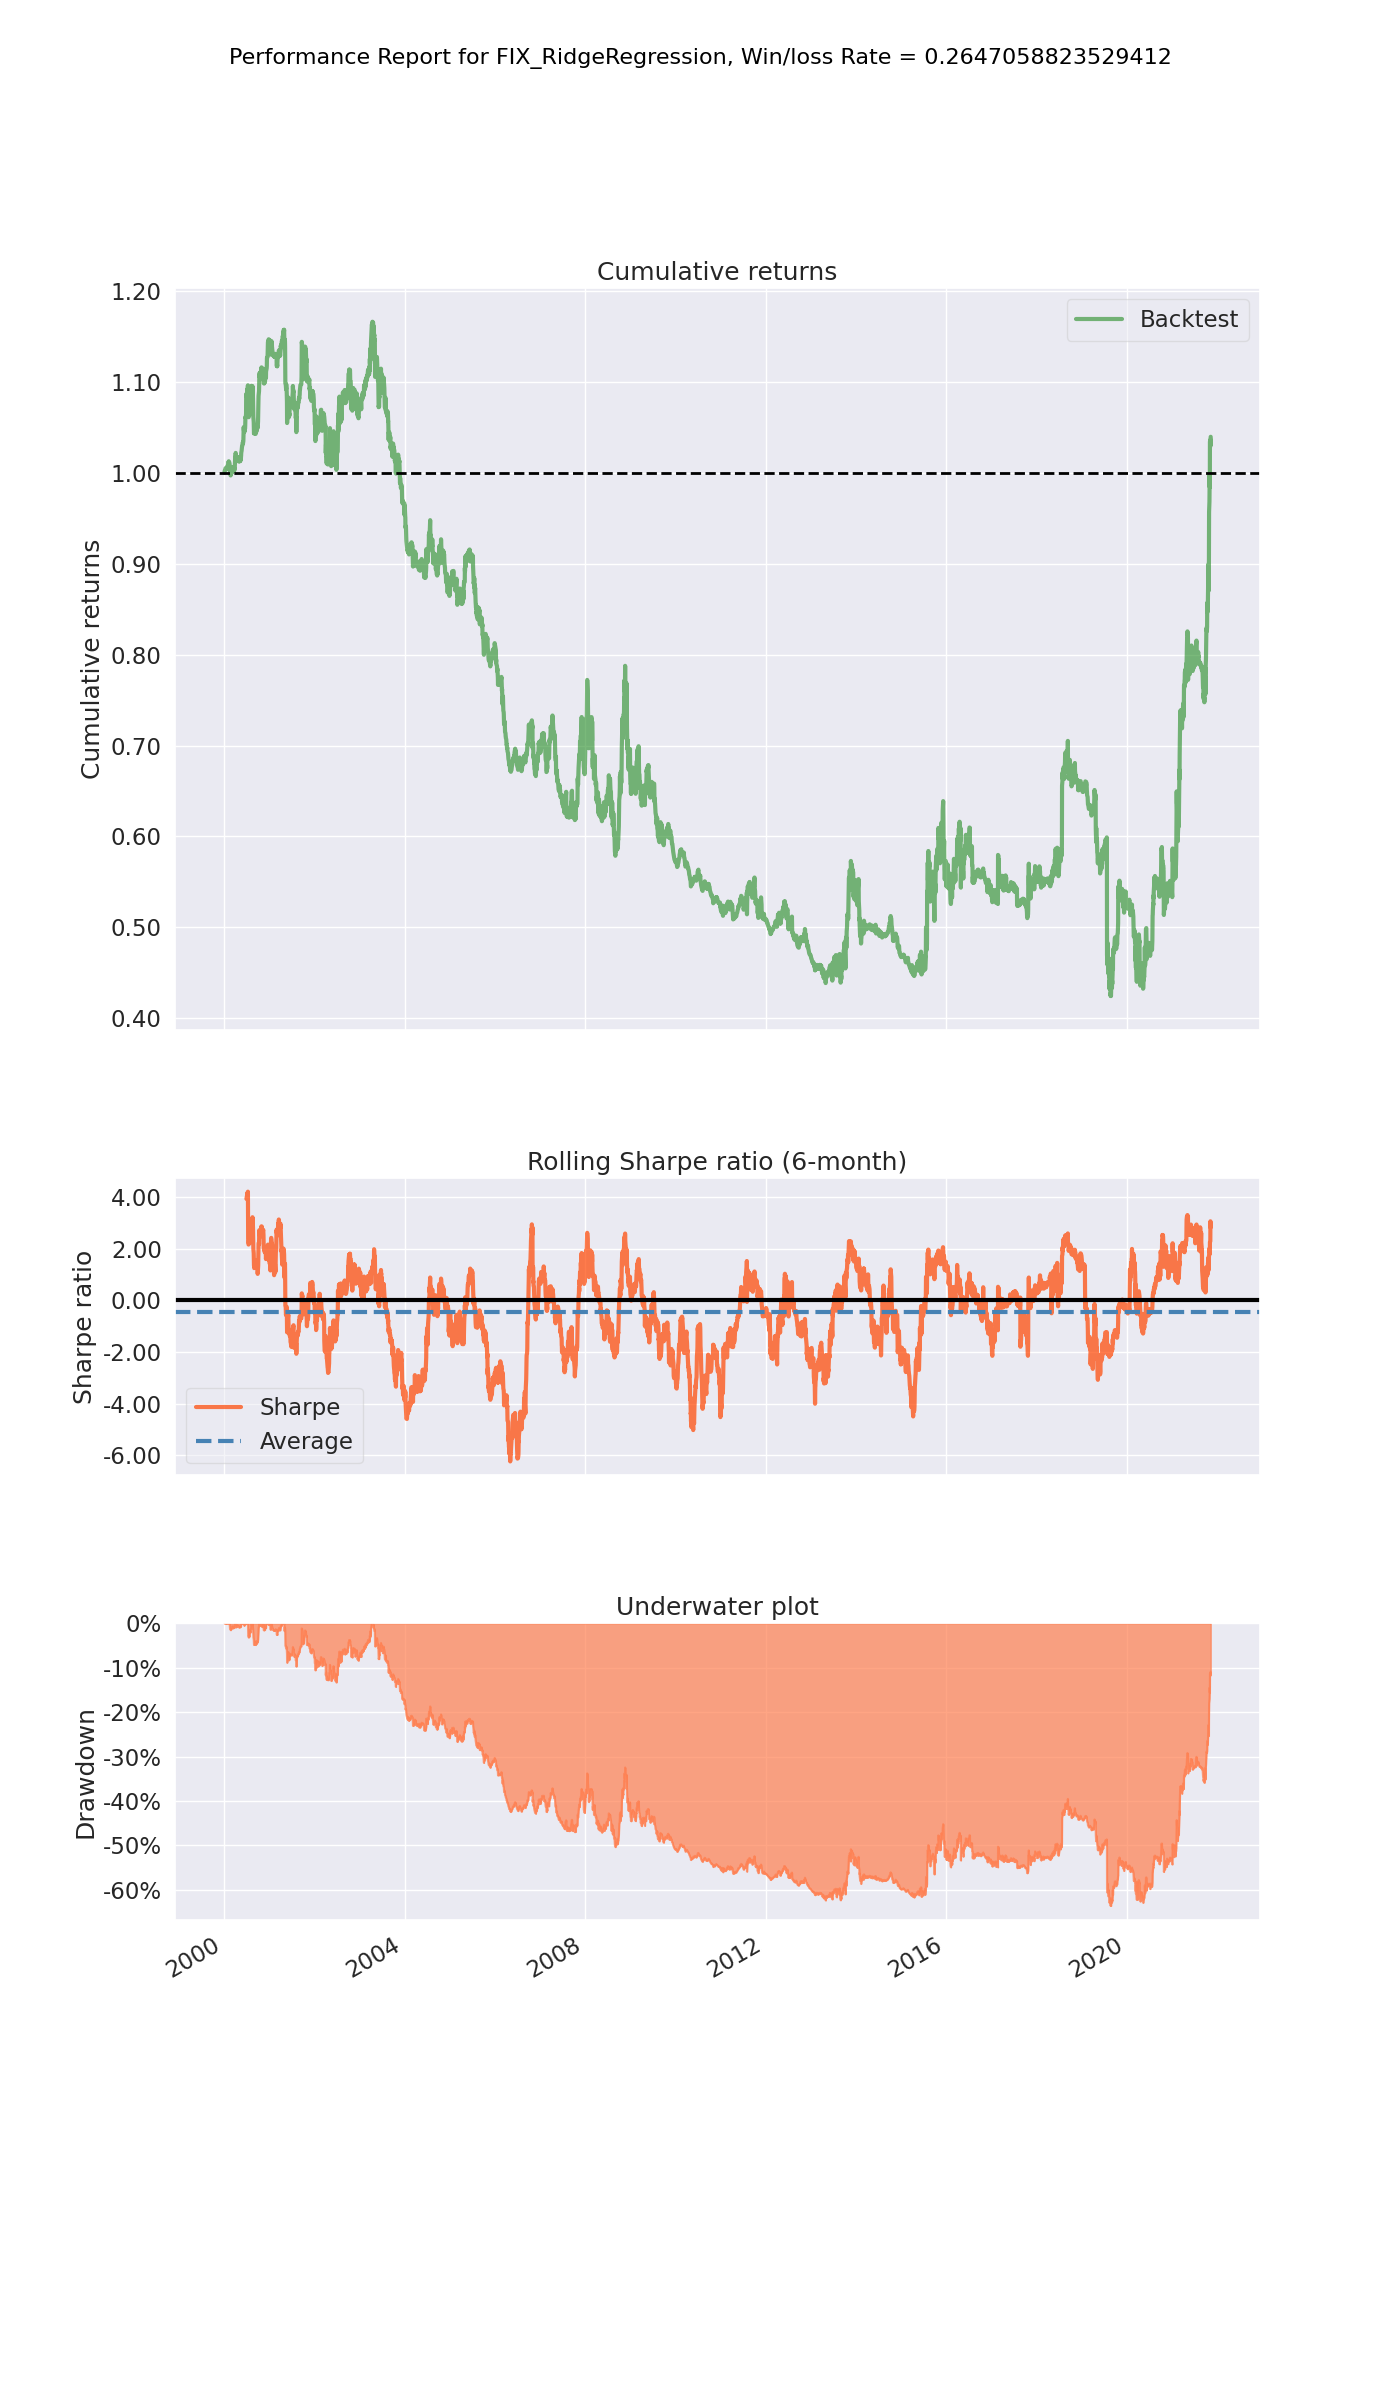 Performance Report for FIX_RidgeRegression, Win/loss Rate = 0.2647058823529412
Cumulative returns
1.20
1.10
1.00
0.90
0.80
0.70
0.60
0.50
0.40
Cumulative returns
Backtest
Rolling Sharpe ratio (6-month)
4.00
2.00
0.00
-2.00
-4.00
-6.00
Sharpe ratio
Sharpe
Average
Underwater plot
0%
-10%
-20%
-30%
-40%
-50%
-60%
Drawdown
2000
2004
2008
2012
2016
2020